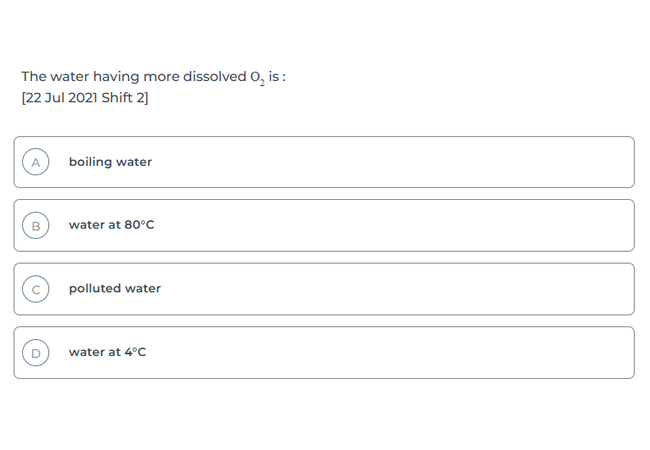 The water having more dissolved O₂ is :
[22 Jul 2021 Shift 2]
A boiling water
B water at 80°C
C polluted water
D water at 4°C